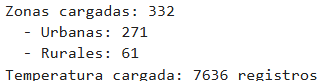 Zonas cargadas: 332
- Urbanas: 271
- Rurales: 61
Temperatura cargada: 7636 registros